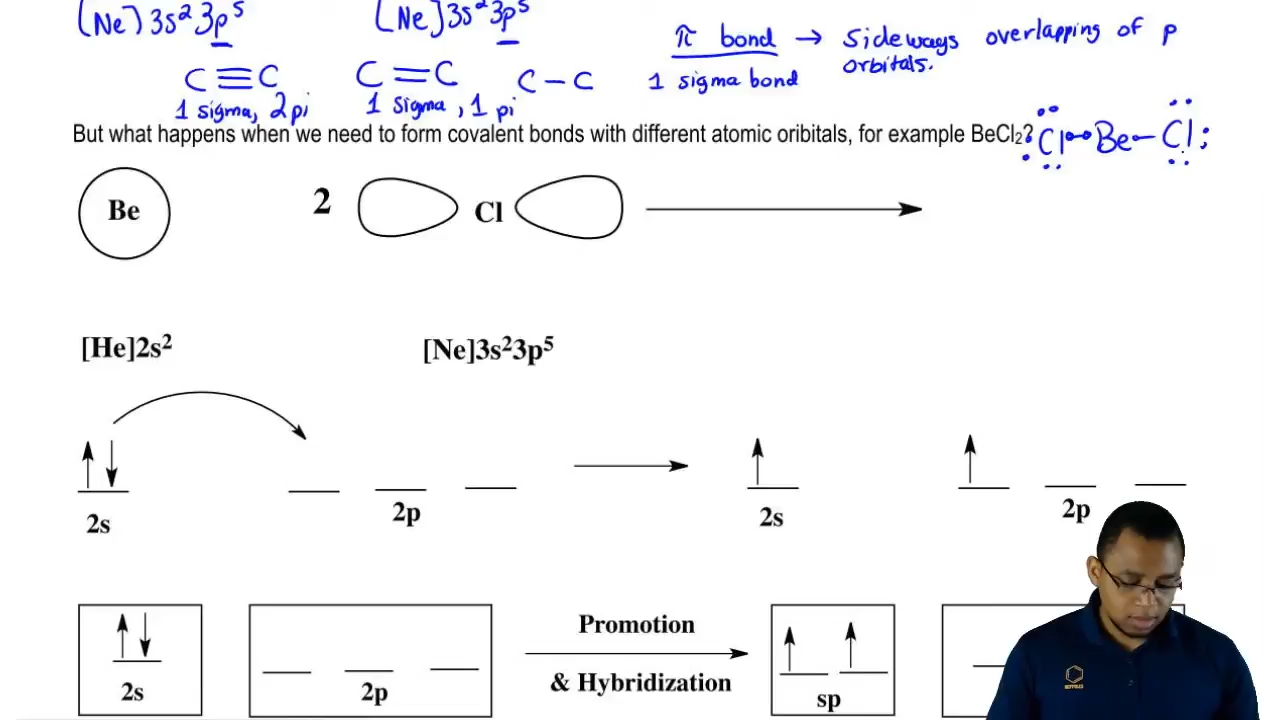 [Ne]3s²3p⁵ [Ne]3s²3p⁵
π bond → Sideways overlapping of p
orbitals.
C≡C C=C C-C 1 sigma bond
1 sigma, 2pi 1 Sigma, 1 pi
But what happens when we need to form covalent bonds with different atomic oribitals, for example BeCl₂? Cl-Be-Cl
Be 2 Cl
[He]2s² [Ne]3s²3p⁵
2s 2p 2s 2p
Promotion
& Hybridization
2s 2p sp